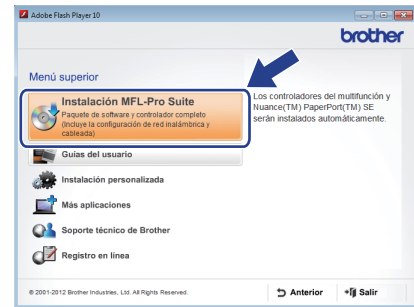 Adobe Flash Player 10
brother
Menú superior
Instalación MFL-Pro Suite
Paquete de software y controlador completo
(Incluye la configuración de red inalámbrica y
cableada)
Los controladores del multifunción y
Nuance(TM) PaperPort(TM) SE
serán instalados automáticamente.
Guías del usuario
Instalación personalizada
Más aplicaciones
Soporte técnico de Brother
Registro en línea
© 2001-2012 Brother Industries, Ltd. All Rights Reserved.
Anterior
Salir